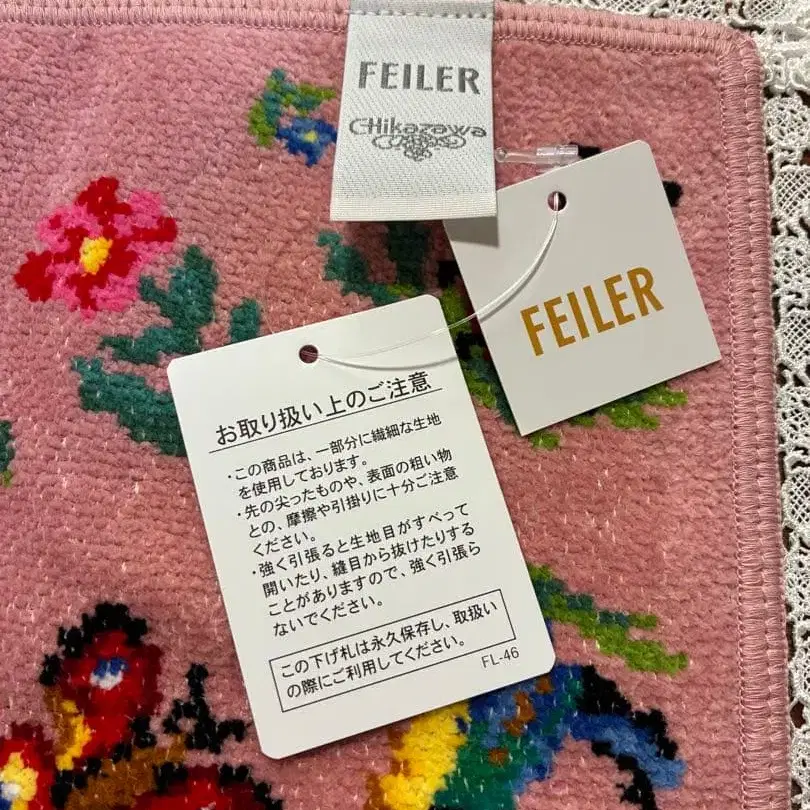 FEILER
Chikazawa
FEILER
お取り扱い上のご注意
・この商品は、一部分に繊細な生地
を使用しております。
・先の尖ったものや、表面の粗い物
との、摩擦や引掛りに十分ご注意
ください。
・強く引張ると生地目がすべって
開いたり、縫目から抜けたりする
ことがありますので、強く引張ら
ないでください。
この下げ札は永久保存し、取扱い
の際にご利用してください。
FL-46